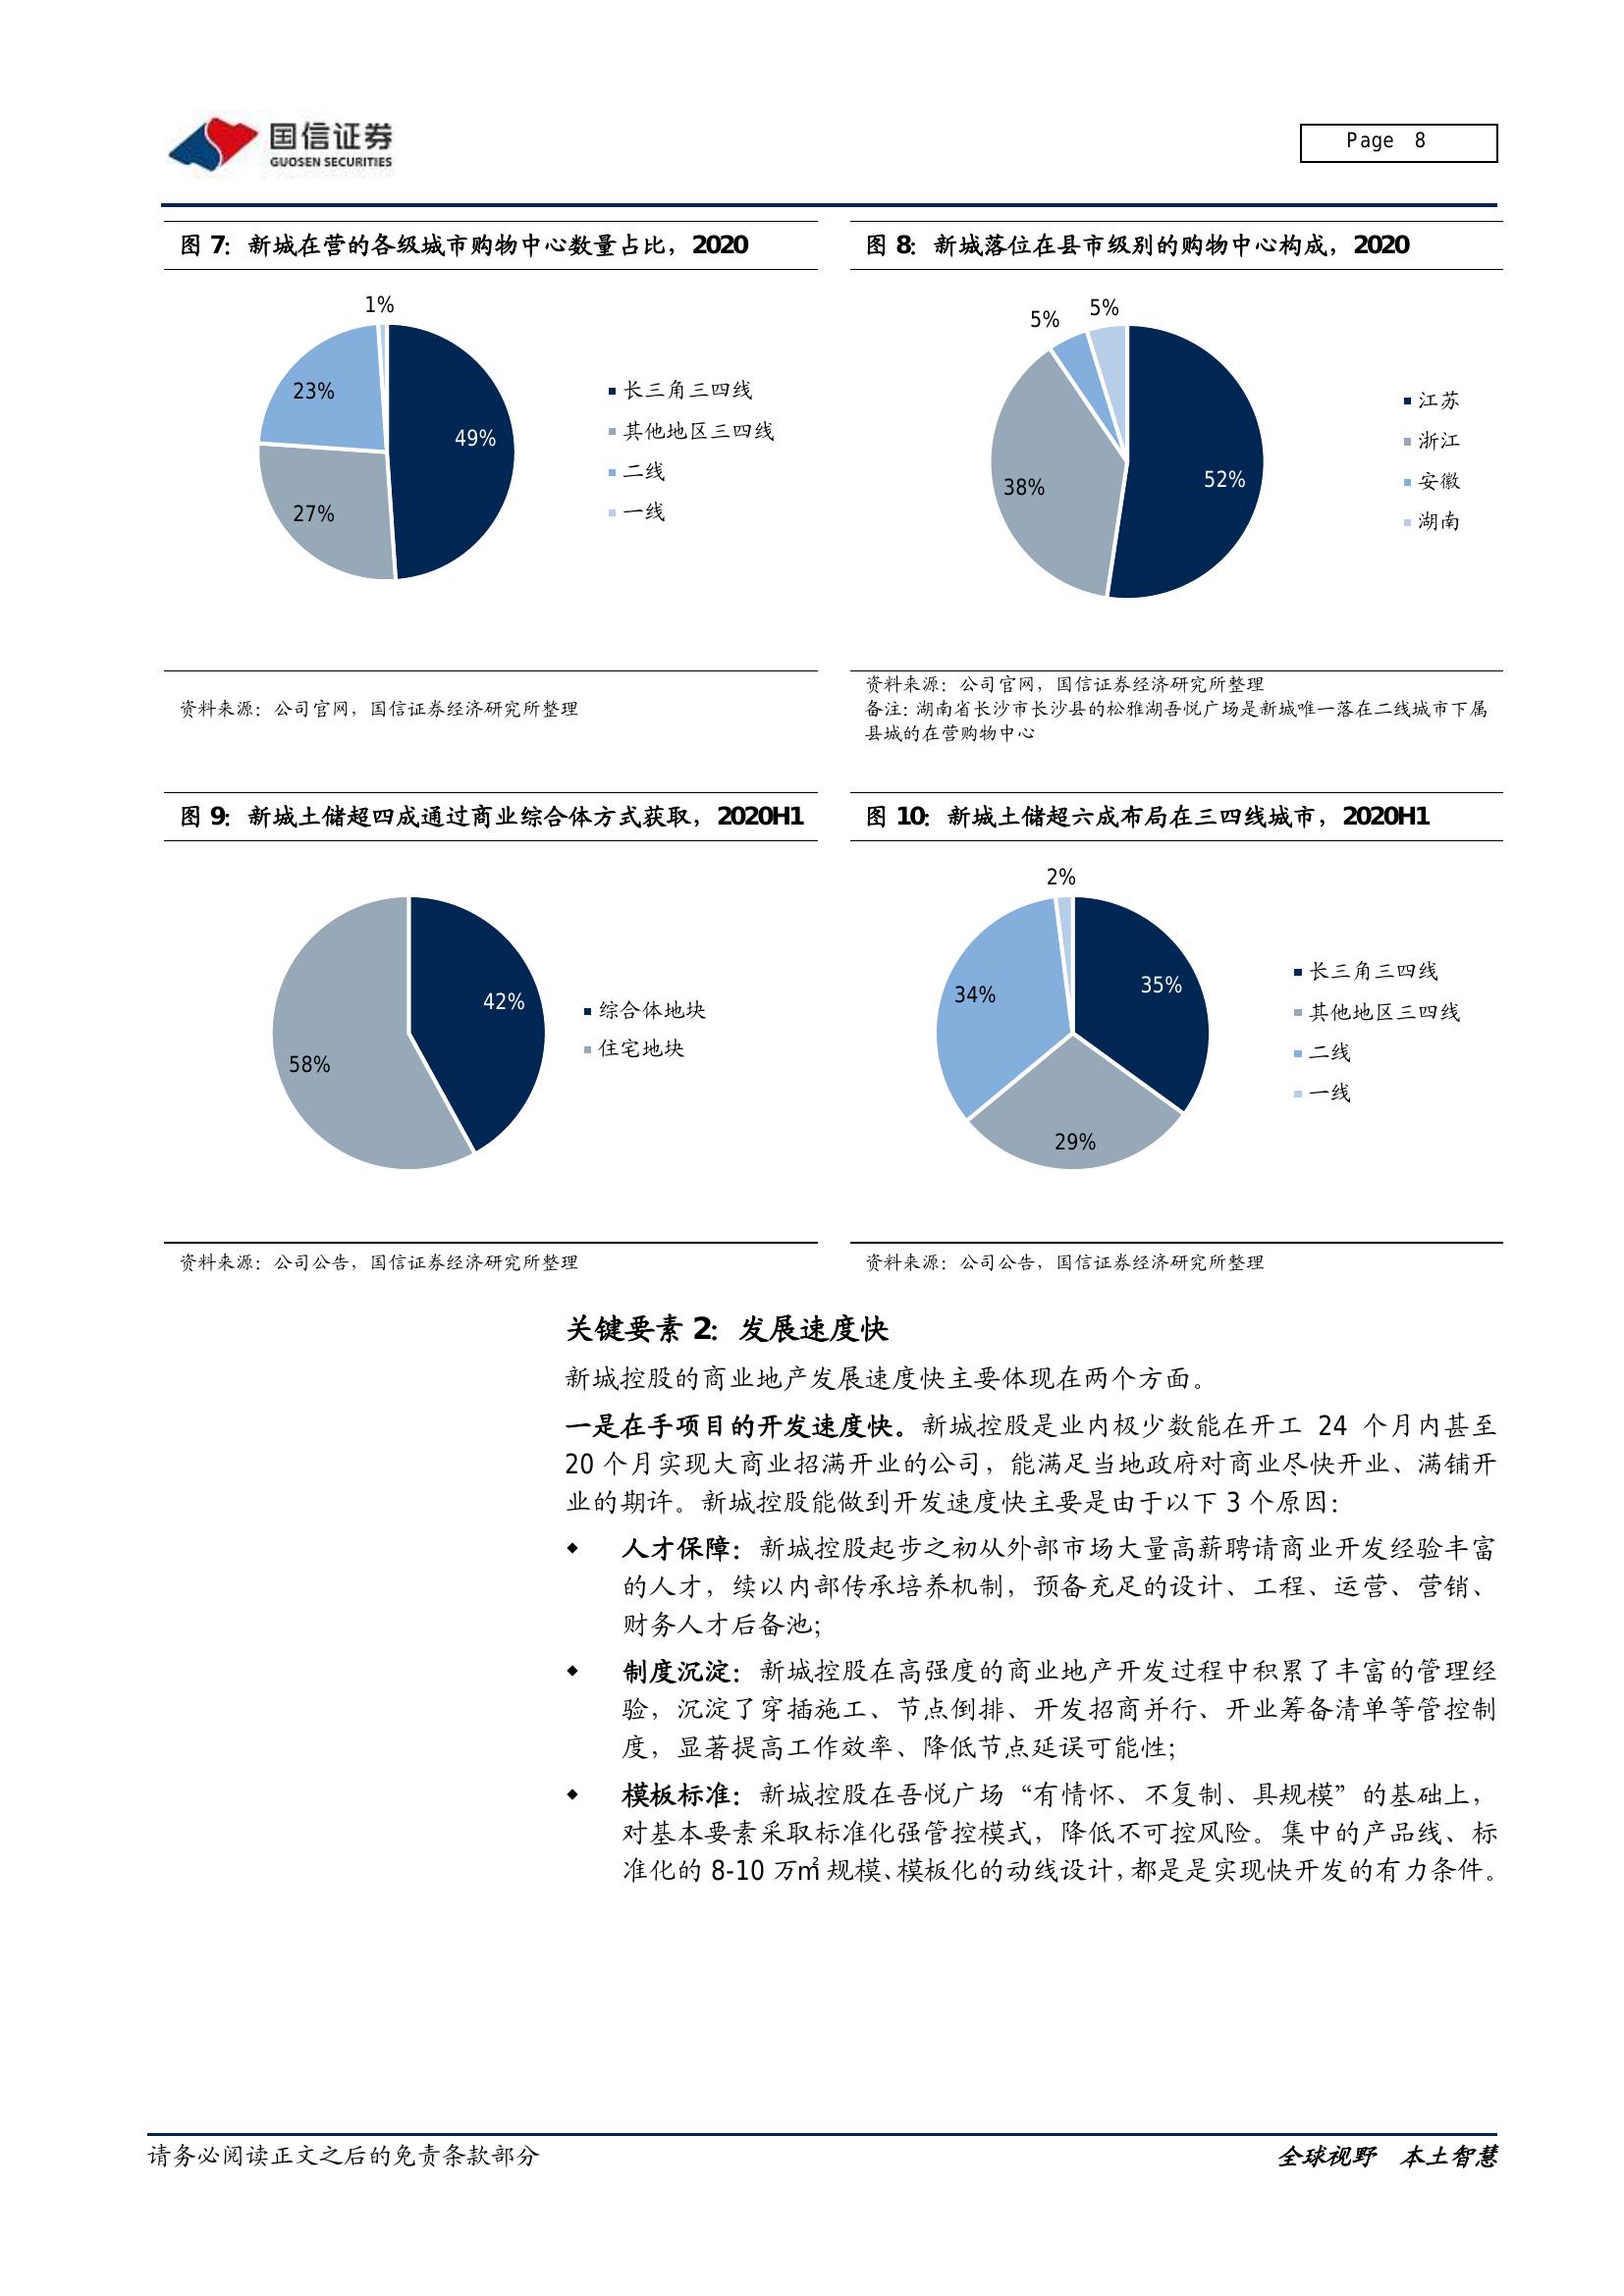 国信证券
GUOSEN SECURITIES
Page 8
图 7：新城在营的各级城市购物中心数量占比，2020
1%
23%
49%
27%
长三角三四线
其他地区三四线
二线
一线
资料来源：公司官网，国信证券经济研究所整理
图 8：新城落位在县市级别的购物中心构成，2020
5%
5%
38%
52%
江苏
浙江
安徽
湖南
资料来源：公司官网，国信证券经济研究所整理
备注：湖南省长沙市长沙县的松雅湖吾悦广场是新城唯一落在二线城市下属
县城的在营购物中心
图 9：新城土储超四成通过商业综合体方式获取，2020H1
42%
58%
综合体地块
住宅地块
资料来源：公司公告，国信证券经济研究所整理
图 10：新城土储超六成布局在三四线城市，2020H1
2%
34%
35%
29%
长三角三四线
其他地区三四线
二线
一线
资料来源：公司公告，国信证券经济研究所整理
关键要素 2：发展速度快
新城控股的商业地产发展速度快主要体现在两个方面。
一是在手项目的开发速度快。新城控股是业内极少数能在开工 24 个月内甚至
20 个月实现大商业招满开业的公司，能满足当地政府对商业尽快开业、满铺开
业的期许。新城控股能做到开发速度快主要是由于以下 3 个原因：
◆ 人才保障：新城控股起步之初从外部市场大量高薪聘请商业开发经验丰富
的人才，续以内部传承培养机制，预备充足的设计、工程、运营、营销、
财务人才后备池；
◆ 制度沉淀：新城控股在高强度的商业地产开发过程中积累了丰富的管理经
验，沉淀了穿插施工、节点倒排、开发招商并行、开业筹备清单等管控制
度，显著提高工作效率、降低节点延误可能性；
◆ 模板标准：新城控股在吾悦广场“有情怀、不复制、具规模”的基础上，
对基本要素采取标准化强管控模式，降低不可控风险。集中的产品线、标
准化的 8-10 万㎡规模、模板化的动线设计，都是是实现快开发的有力条件。
请务必阅读正文之后的免责条款部分
全球视野 本土智慧